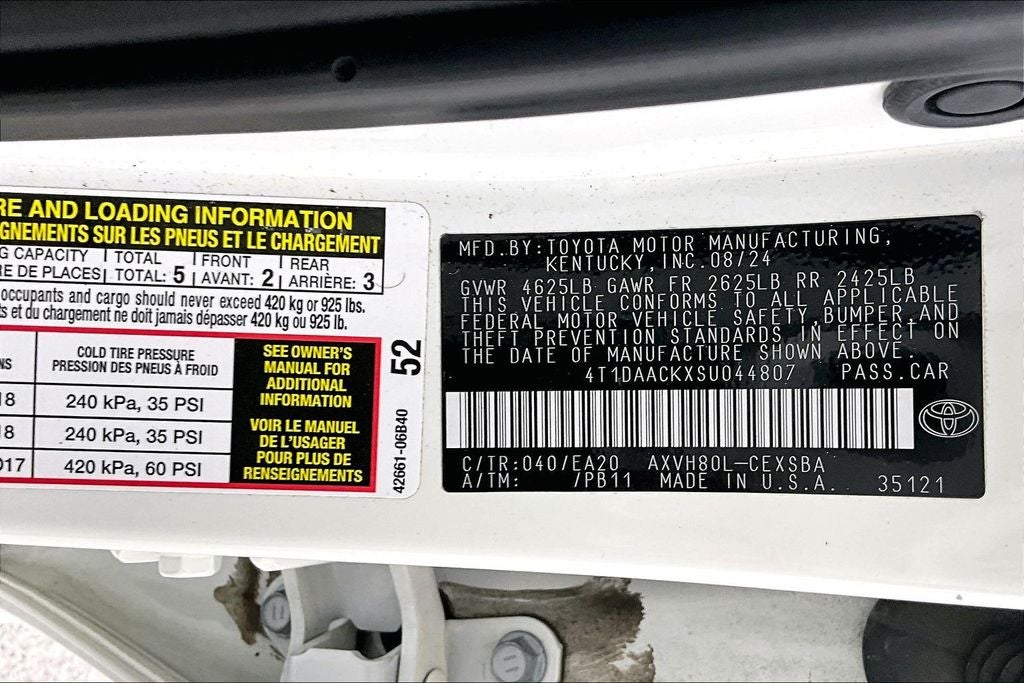 RE AND LOADING INFORMATION
GNEMENTS SUR LES PNEUS ET LE CHARGEMENT
G CAPACITY TOTAL FRONT REAR
RE DE PLACES TOTAL: 5 AVANT: 2 ARRIÈRE: 3
occupants and cargo should never exceed 420 kg or 925 lbs.
ts et du chargement ne doit jamais dépasser 420 kg ou 925 lb.
NS
COLD TIRE PRESSURE
PRESSION DES PNEUS À FROID
18 240 kPa, 35 PSI
18 240 kPa, 35 PSI
017 420 kPa, 60 PSI
SEE OWNER'S
MANUAL FOR
ADDITIONAL
INFORMATION
VOIR LE MANUEL
DE L'USAGER
POUR PLUS DE
RENSEIGNEMENTS
52
42661-06B40
MFD.BY:TOYOTA MOTOR MANUFACTURING,
KENTUCKY,INC.08/24
GVWR 4625LB GAWR FR 2625LB RR 2425LB
THIS VEHICLE CONFORMS TO ALL APPLICABLE
FEDERAL MOTOR VEHICLE SAFETY,BUMPER,AND
THEFT PREVENTION STANDARDS IN EFFECT ON
THE DATE OF MANUFACTURE SHOWN ABOVE.
4T1DAACKXSU044807 PASS.CAR
C/TR:040/EA20 AXVH80L-CEXSBA
A/TM: /PB11 MADE IN U.S.A. 35121